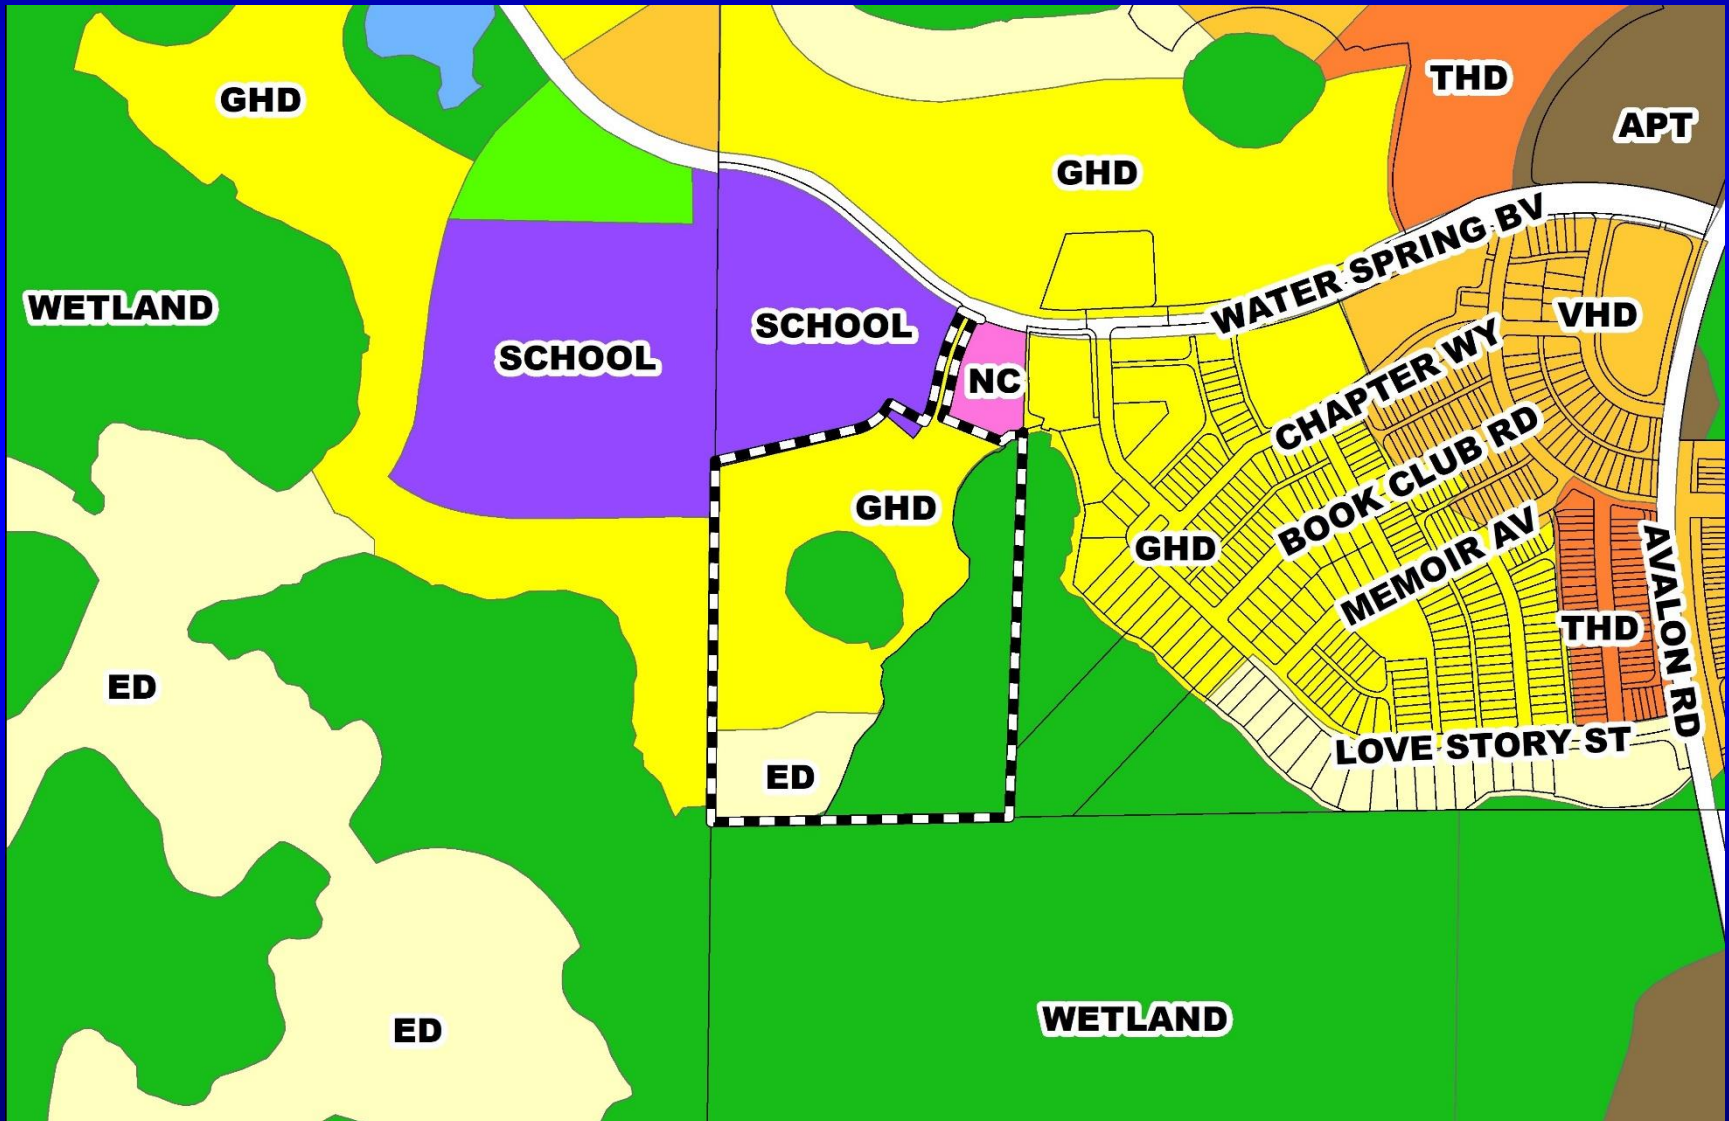 GHD
THD
APT
GHD
WATER SPRING BV
WETLAND
SCHOOL
SCHOOL
VHD
NC
CHAPTER WY
BOOK CLUB RD
GHD
GHD
MEMOIR AV
AVALON RD
THD
ED
LOVE STORY ST
ED
WETLAND
ED